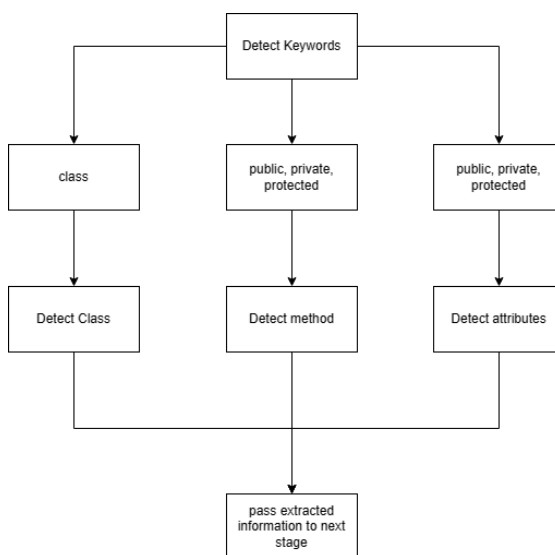 Detect Keywords
class
public, private,
protected
public, private,
protected
Detect Class
Detect method
Detect attributes
pass extracted
information to next
stage